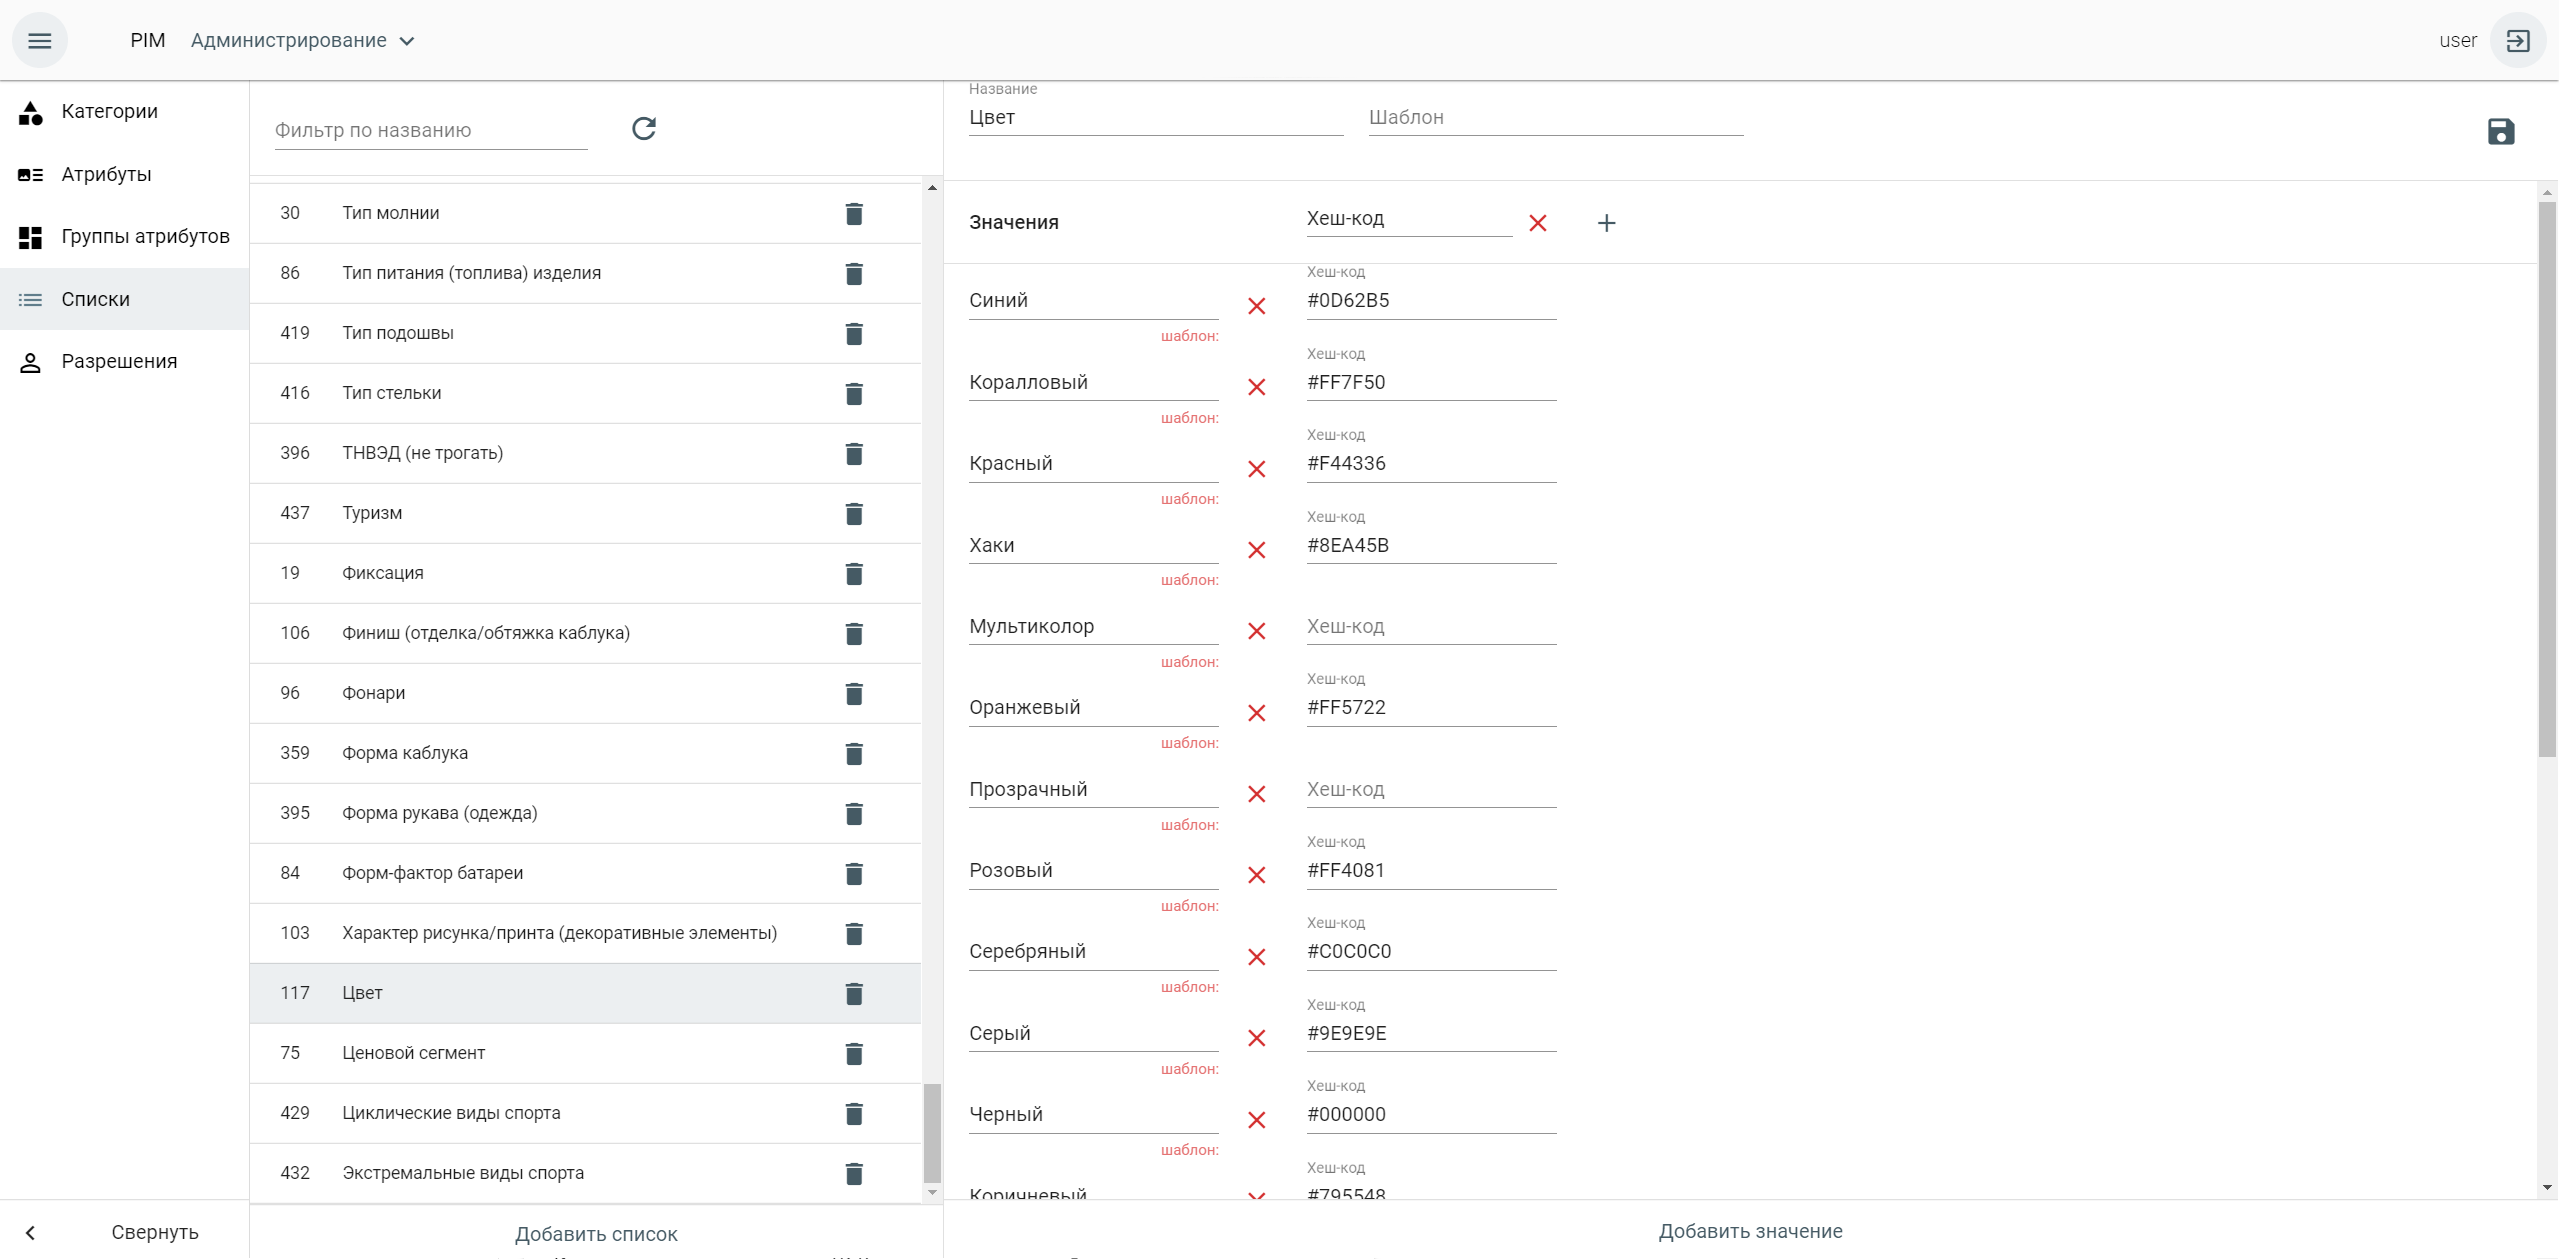 PIM Администрирование user
Категории
Атрибуты
Группы атрибутов
Списки
Разрешения
Свернуть
Фильтр по названию
30 Тип молнии
86 Тип питания (топлива) изделия
419 Тип подошвы
416 Тип стельки
396 ТНВЭД (не трогать)
437 Туризм
19 Фиксация
106 Финиш (отделка/обтяжка каблука)
96 Фонари
359 Форма каблука
395 Форма рукава (одежда)
84 Форм-фактор батареи
103 Характер рисунка/принта (декоративные элементы)
117 Цвет
75 Ценовой сегмент
429 Циклические виды спорта
432 Экстремальные виды спорта
Добавить список
Название
Цвет Шаблон
Значения Хеш-код
Хеш-код
Синий #0D62B5
шаблон:
Хеш-код
Коралловый #FF7F50
шаблон:
Хеш-код
Красный #F44336
шаблон:
Хеш-код
Хаки #8EA45B
шаблон:
Мультиколор Хеш-код
шаблон:
Хеш-код
Оранжевый #FF5722
шаблон:
Прозрачный Хеш-код
шаблон:
Хеш-код
Розовый #FF4081
шаблон:
Хеш-код
Серебряный #C0C0C0
шаблон:
Хеш-код
Серый #9E9E9E
шаблон:
Хеш-код
Черный #000000
шаблон:
Хеш-код
Коричневый #795548
Добавить значение